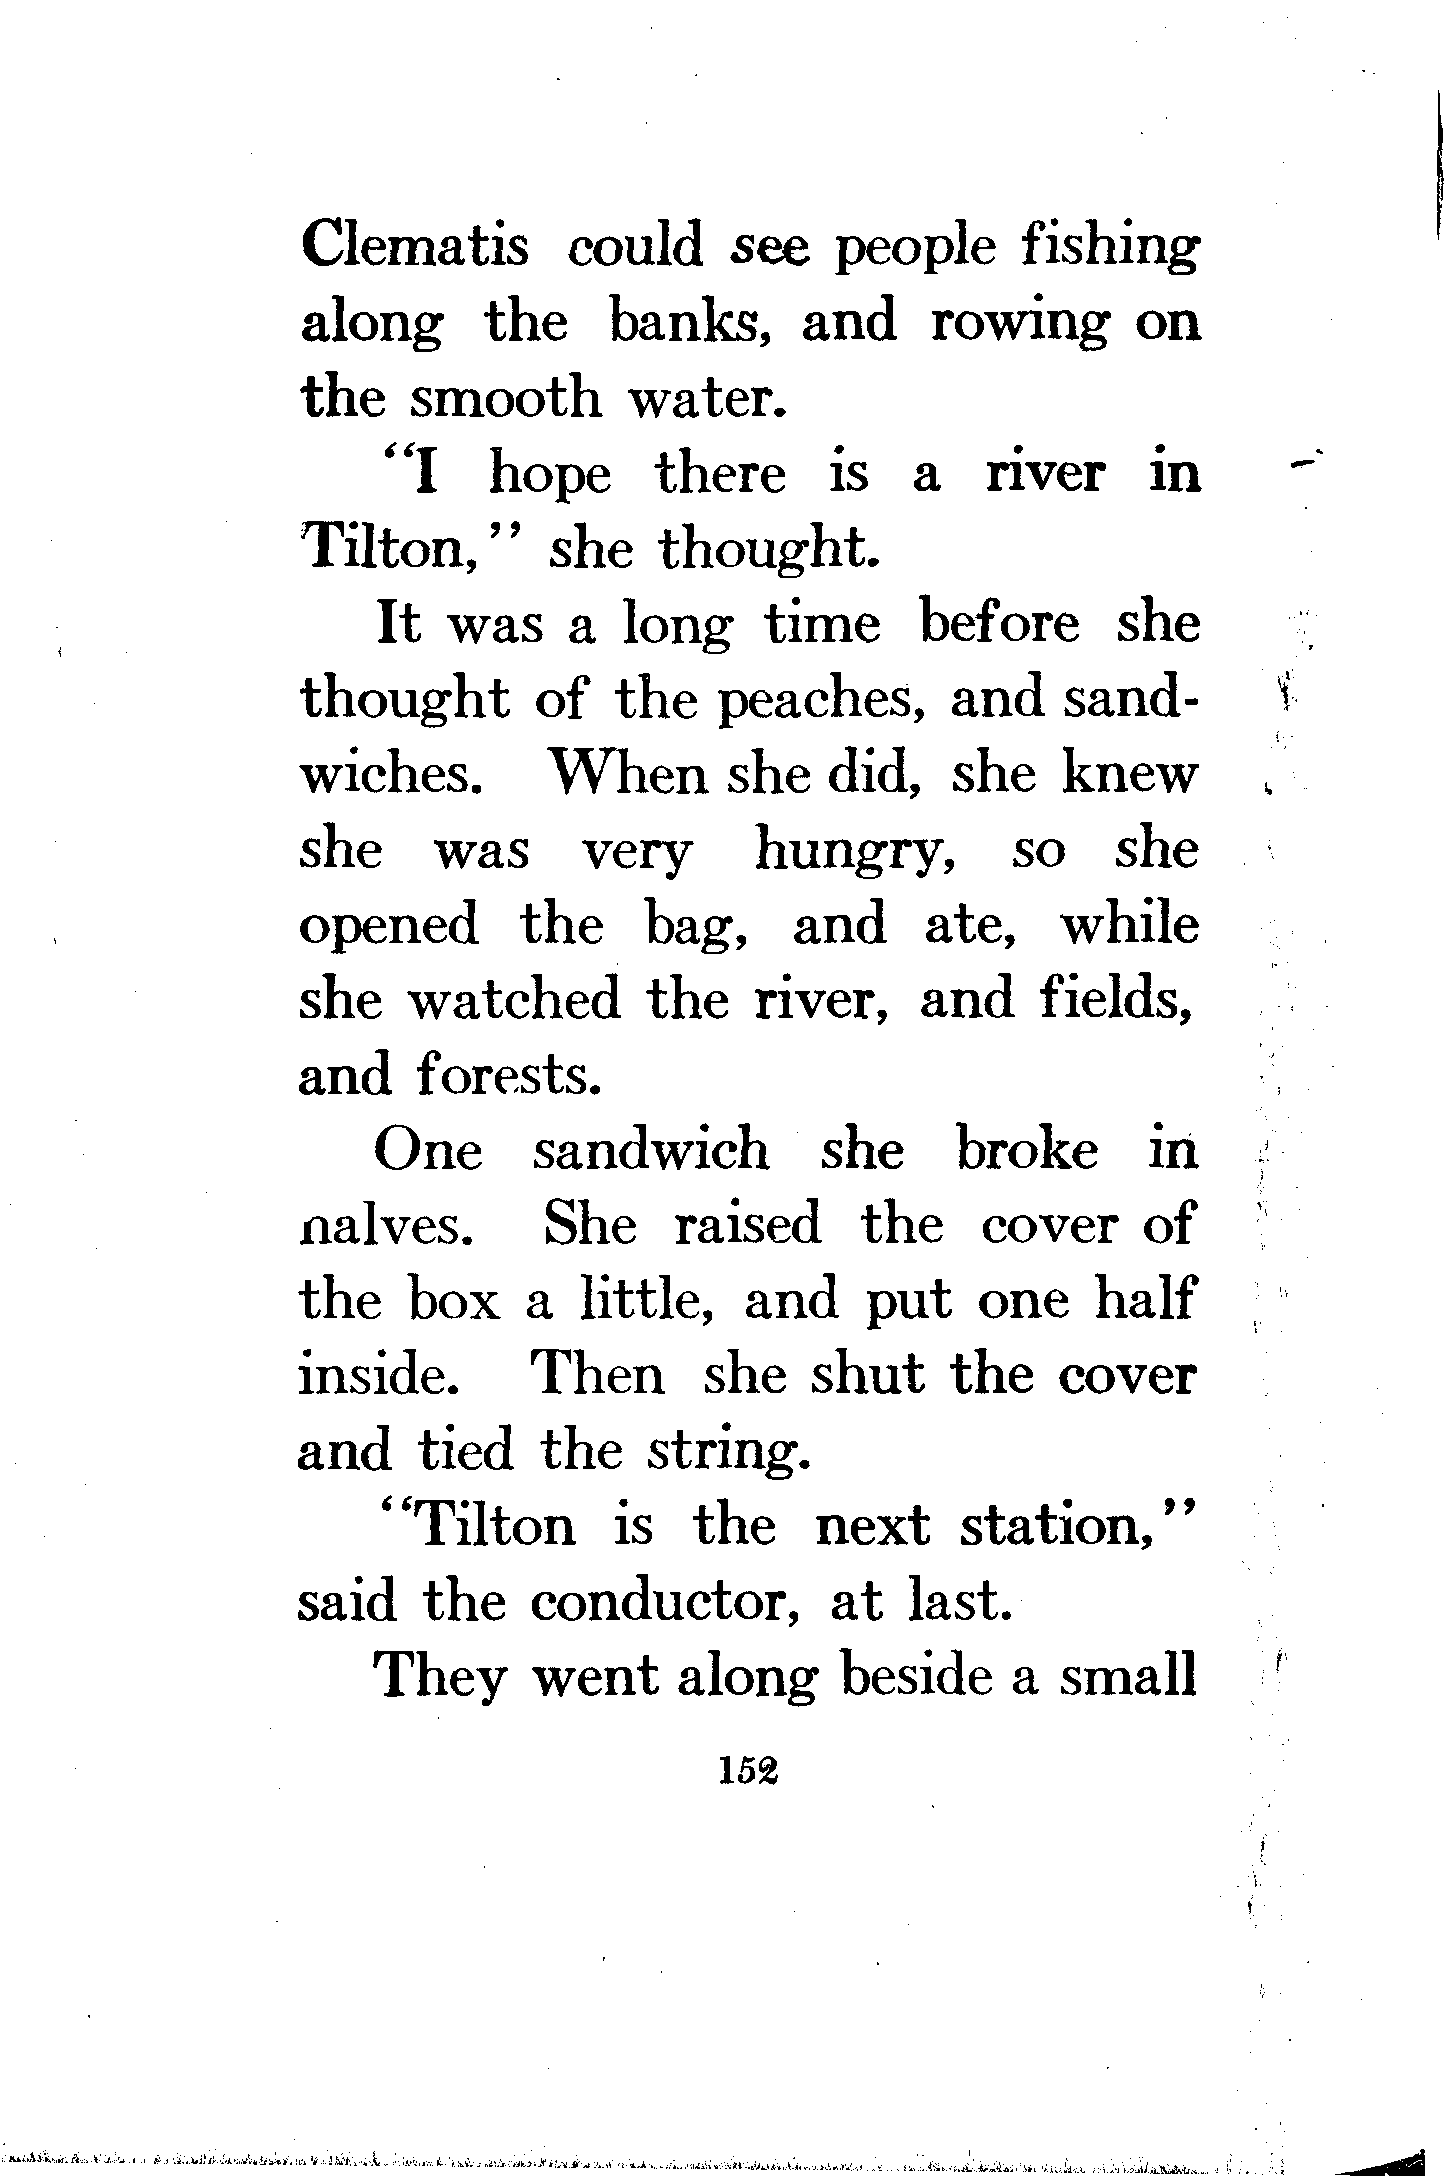 Clematis could see people fishing
along the banks, and rowing on
the smooth water.
"I hope there is a river in
Tilton," she thought.
It was a long time before she
thought of the peaches, and sand-
wiches. When she did, she knew
she was very hungry, so she
opened the bag, and ate, while
she watched the river, and fields,
and forests.
One sandwich she broke in
nalves. She raised the cover of
the box a little, and put one half
inside. Then she shut the cover
and tied the string.
"Tilton is the next station,"
said the conductor, at last.
They went along beside a small
152